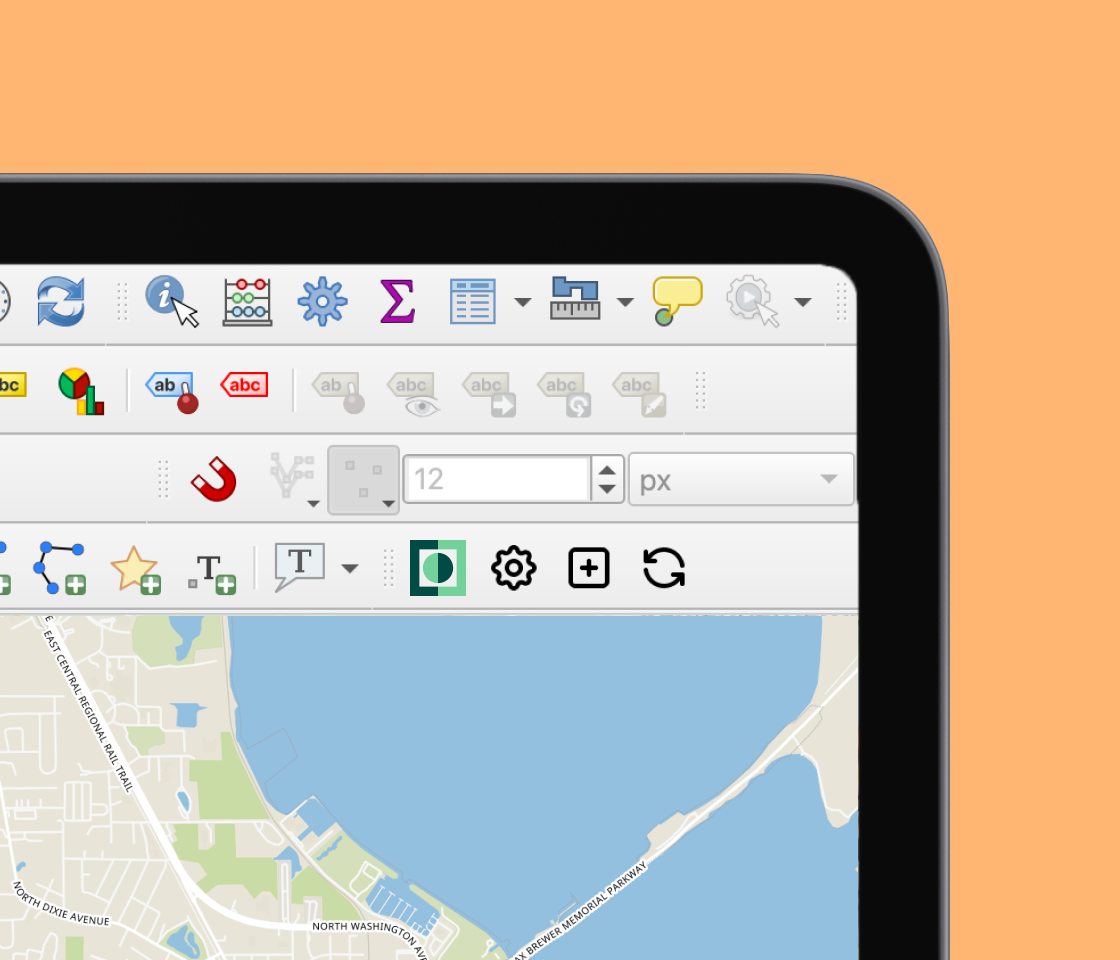 i
Σ
bc
ab
abc
ab
abc
abc
abc
abc
12
px
T
T
EAST CENTRAL REGIONAL RAIL TRAIL
NORTH DIXIE AVENUE
NORTH WASHINGTON AV
AX BREWER MEMORIAL PARKWAY